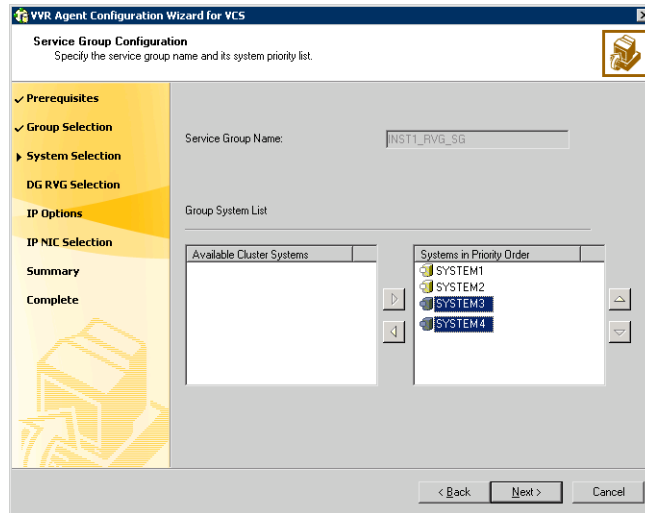 VVR Agent Configuration Wizard for VCS
Service Group Configuration
Specify the service group name and its system priority list.
✓ Prerequisites
✓ Group Selection
System Selection
DG RVG Selection
IP Options
IP NIC Selection
Summary
Complete
Service Group Name:
INST1_RVG_SG
Group System List
Available Cluster Systems
Systems in Priority Order
SYSTEM1
SYSTEM2
SYSTEM3
SYSTEM4
< Back
Next >
Cancel